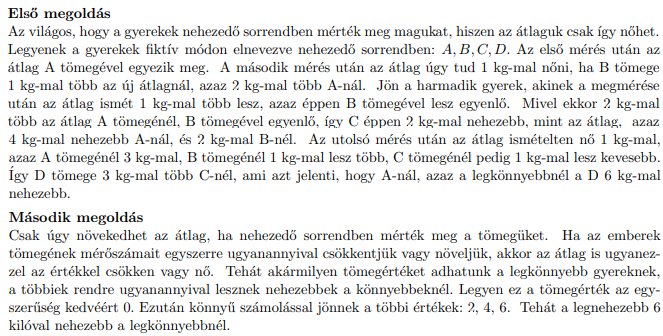 Első megoldás
Az világos, hogy a gyerekek nehezedő sorrendben mérték meg magukat, hiszen az átlaguk csak így nőhet.
Legyenek a gyerekek fiktív módon elnevezve nehezedő sorrendben: A, B, C, D. Az első mérés után az
átlag A tömegével egyezik meg. A második mérés után az átlag úgy tud 1 kg-mal nőni, ha B tömege
1 kg-mal több az új átlagnál, azaz 2 kg-mal több A-nál. Jön a harmadik gyerek, akinek a megmérése
után az átlag ismét 1 kg-mal több lesz, azaz éppen B tömegével lesz egyenlő. Mivel ekkor 2 kg-mal
több az átlag A tömegénél, B tömegével egyenlő, így C éppen 2 kg-mal nehezebb, mint az átlag, azaz
4 kg-mal nehezebb A-nál, és 2 kg-mal B-nél. Az utolsó mérés után az átlag ismételten nő 1 kg-mal,
azaz A tömegénél 3 kg-mal, B tömegénél 1 kg-mal lesz több, C tömegénél pedig 1 kg-mal lesz kevesebb.
Így D tömege 3 kg-mal több C-nél, ami azt jelenti, hogy A-nál, azaz a legkönnyebbnél a D 6 kg-mal
nehezebb.
Második megoldás
Csak úgy növekedhet az átlag, ha nehezedő sorrendben mérték meg a tömegüket. Ha az emberek
tömegének mérőszámait egyszerre ugyanannyival csökkentjük vagy növeljük, akkor az átlag is ugyanez-
zel az értékkel csökken vagy nő. Tehát akármilyen tömegértéket adhatunk a legkönnyebb gyereknek,
a többiek rendre ugyanannyival lesznek nehezebbek a könnyebbeknél. Legyen ez a tömegérték az egy-
szerűség kedvéért 0. Ezután könnyű számolással jönnek a többi értékek: 2, 4, 6. Tehát a legnehezebb 6
kilóval nehezebb a legkönnyebbnél.